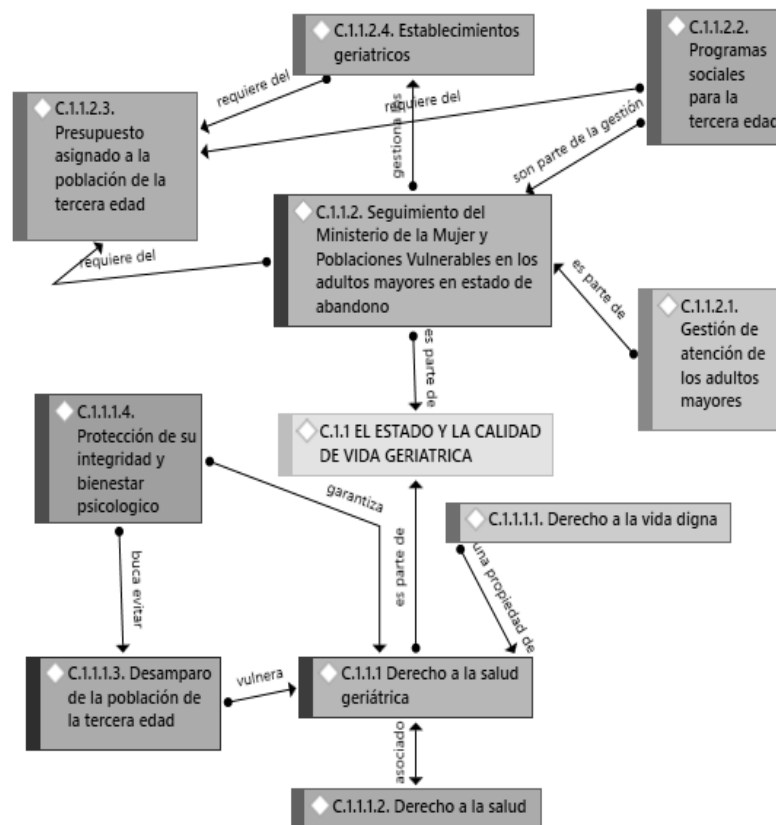 C.1.1.2.4. Establecimientos
geriatricos
C.1.1.2.2.
Programas
sociales
para la
tercera edad
requiere del
requiere del
gestiona los
son parte de la gestión
C.1.1.2.3.
Presupuesto
asignado a la
población de la
tercera edad
C.1.1.2. Seguimiento del
Ministerio de la Mujer y
Poblaciones Vulnerables en los
adultos mayores en estado de
abandono
requiere del
es parte de
C.1.1.2.1.
Gestión de
atención de
los adultos
mayores
es parte de
C.1.1.1.4.
Protección de su
integridad y
bienestar
psicologico
C.1.1 EL ESTADO Y LA CALIDAD
DE VIDA GERIATRICA
garantiza
es parte de
C.1.1.1.1. Derecho a la vida digna
una propiedad de
buca evitar
C.1.1.1.3. Desamparo
de la población de
la tercera edad
vulnera
C.1.1.1 Derecho a la salud
geriátrica
asociado
C.1.1.1.2. Derecho a la salud